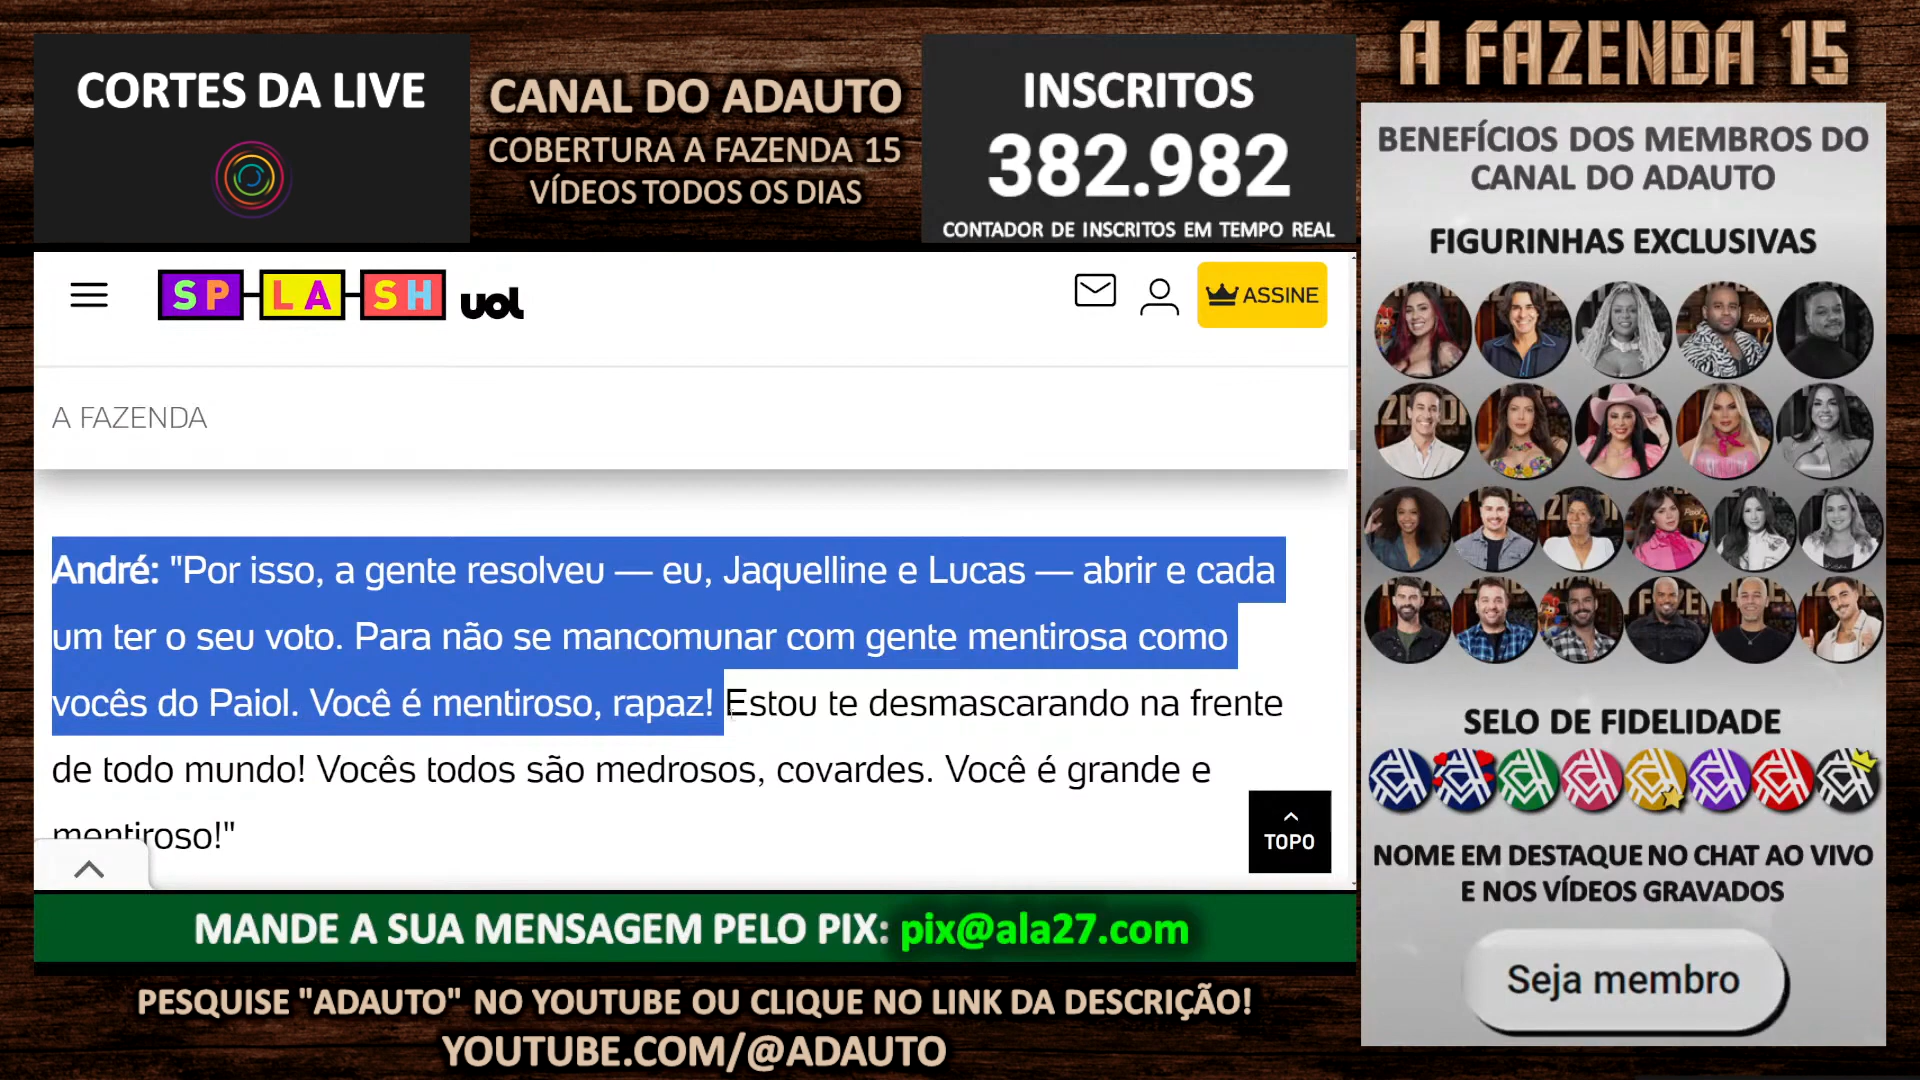 CORTES DA LIVE
CANAL DO ADAUTO
COBERTURA A FAZENDA 15
VÍDEOS TODOS OS DIAS
INSCRITOS
382.982
CONTADOR DE INSCRITOS EM TEMPO REAL
A FAZENDA 15
BENEFÍCIOS DOS MEMBROS DO
CANAL DO ADAUTO
FIGURINHAS EXCLUSIVAS
SPLASH uol
ASSINE
A FAZENDA
André: "Por isso, a gente resolveu — eu, Jaquelline e Lucas — abrir e cada
um ter o seu voto. Para não se mancomunar com gente mentirosa como
vocês do Paiol. Você é mentiroso, rapaz! Estou te desmascarando na frente
de todo mundo! Vocês todos são medrosos, covardes. Você é grande e
mentiroso!"
TOPO
SELO DE FIDELIDADE
NOME EM DESTAQUE NO CHAT AO VIVO
E NOS VÍDEOS GRAVADOS
Seja membro
MANDE A SUA MENSAGEM PELO PIX: pix@ala27.com
PESQUISE "ADAUTO" NO YOUTUBE OU CLIQUE NO LINK DA DESCRIÇÃO!
YOUTUBE.COM/@ADAUTO